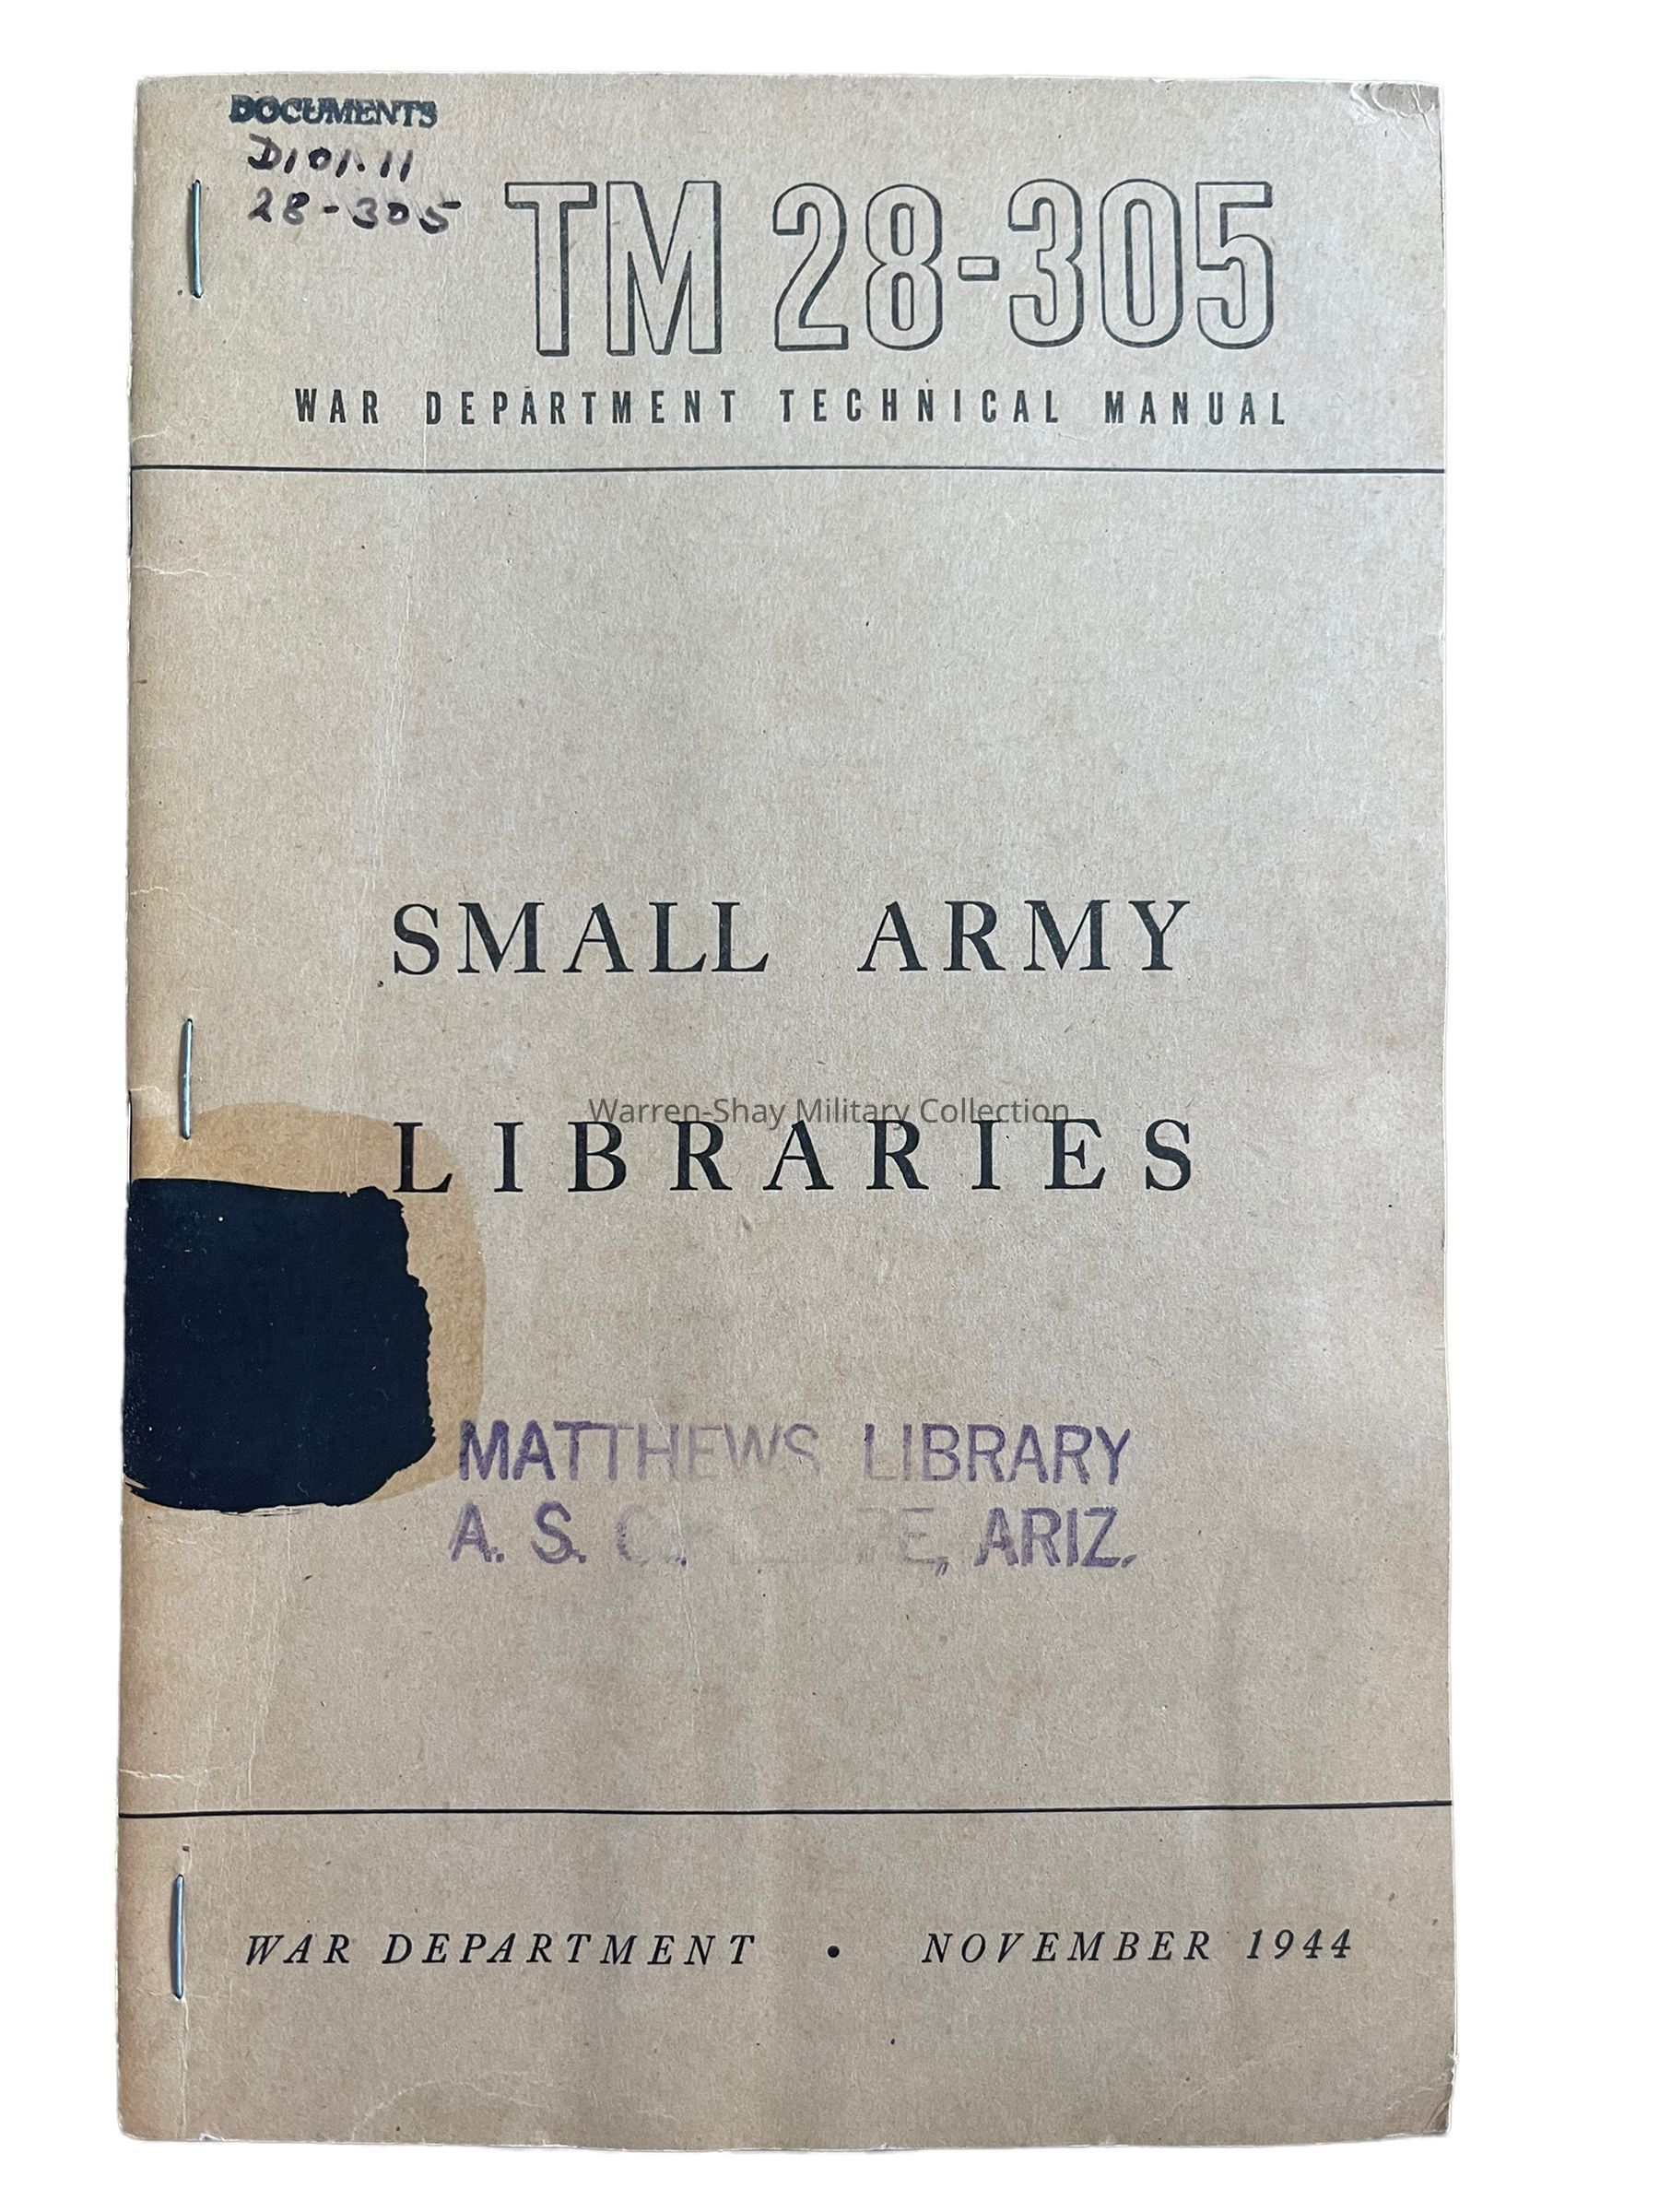 DOCUMENTS
D101.11
28-305
TM 28-305
WAR DEPARTMENT TECHNICAL MANUAL
SMALL ARMY
Warren-Shay Military Collection
LIBRARIES
MATTHEWS LIBRARY
A. S. ARIZ.
WAR DEPARTMENT • NOVEMBER 1944